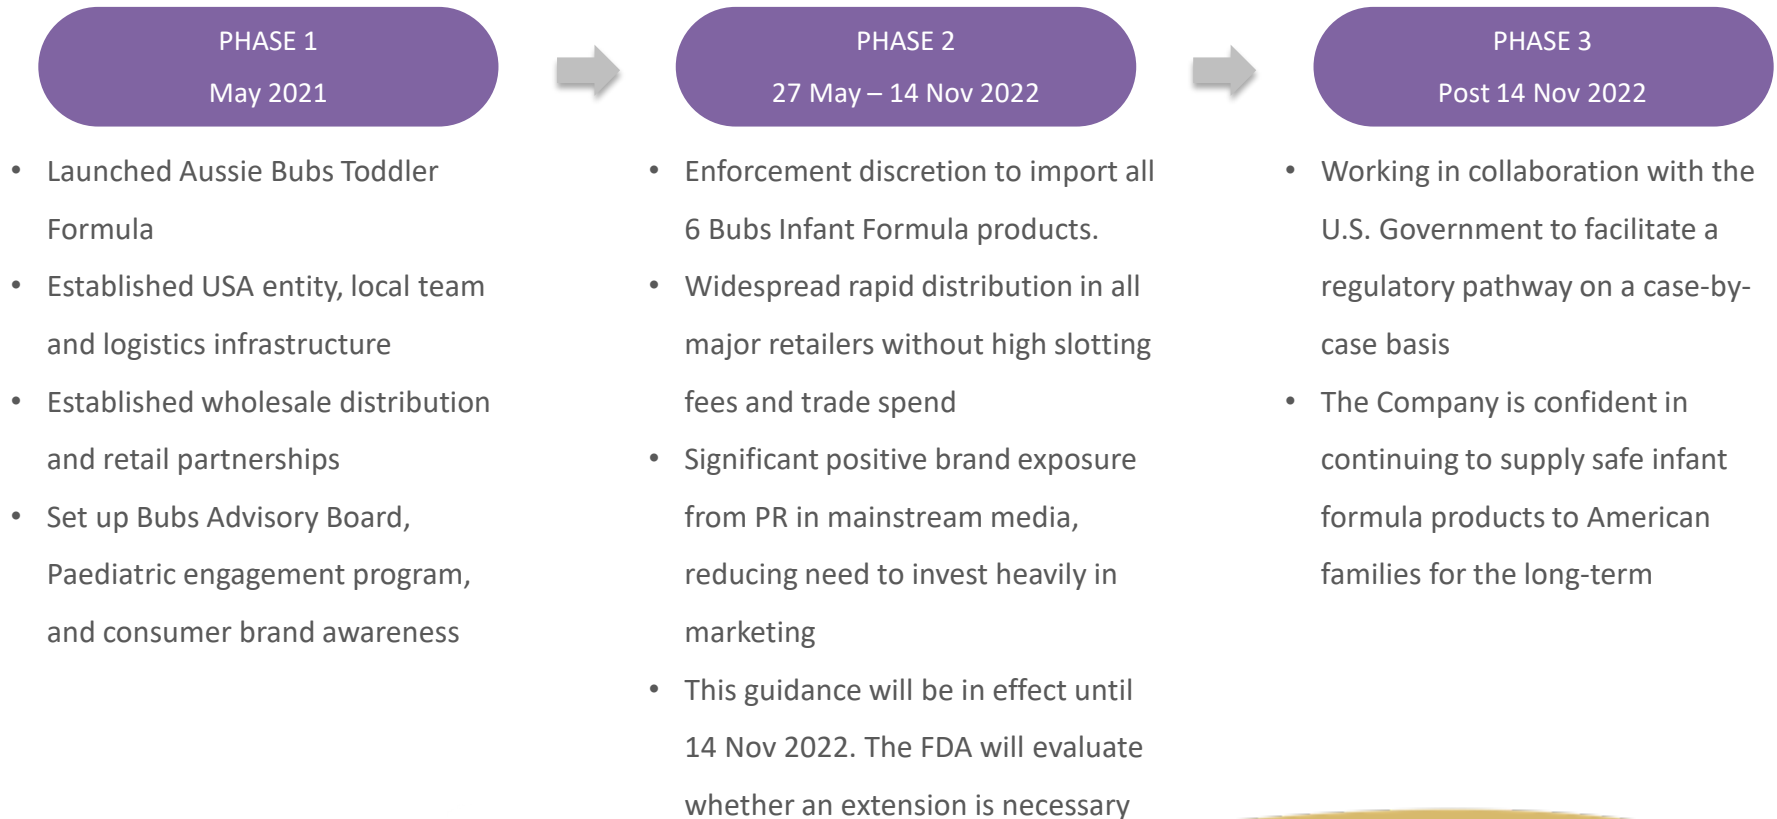 PHASE 1
May 2021
• Launched Aussie Bubs Toddler
Formula
• Established USA entity, local team
and logistics infrastructure
• Established wholesale distribution
and retail partnerships
• Set up Bubs Advisory Board,
Paediatric engagement program,
and consumer brand awareness
PHASE 2
27 May – 14 Nov 2022
• Enforcement discretion to import all
6 Bubs Infant Formula products.
• Widespread rapid distribution in all
major retailers without high slotting
fees and trade spend
• Significant positive brand exposure
from PR in mainstream media,
reducing need to invest heavily in
marketing
• This guidance will be in effect until
14 Nov 2022. The FDA will evaluate
whether an extension is necessary
PHASE 3
Post 14 Nov 2022
• Working in collaboration with the
U.S. Government to facilitate a
regulatory pathway on a case-by-
case basis
• The Company is confident in
continuing to supply safe infant
formula products to American
families for the long-term